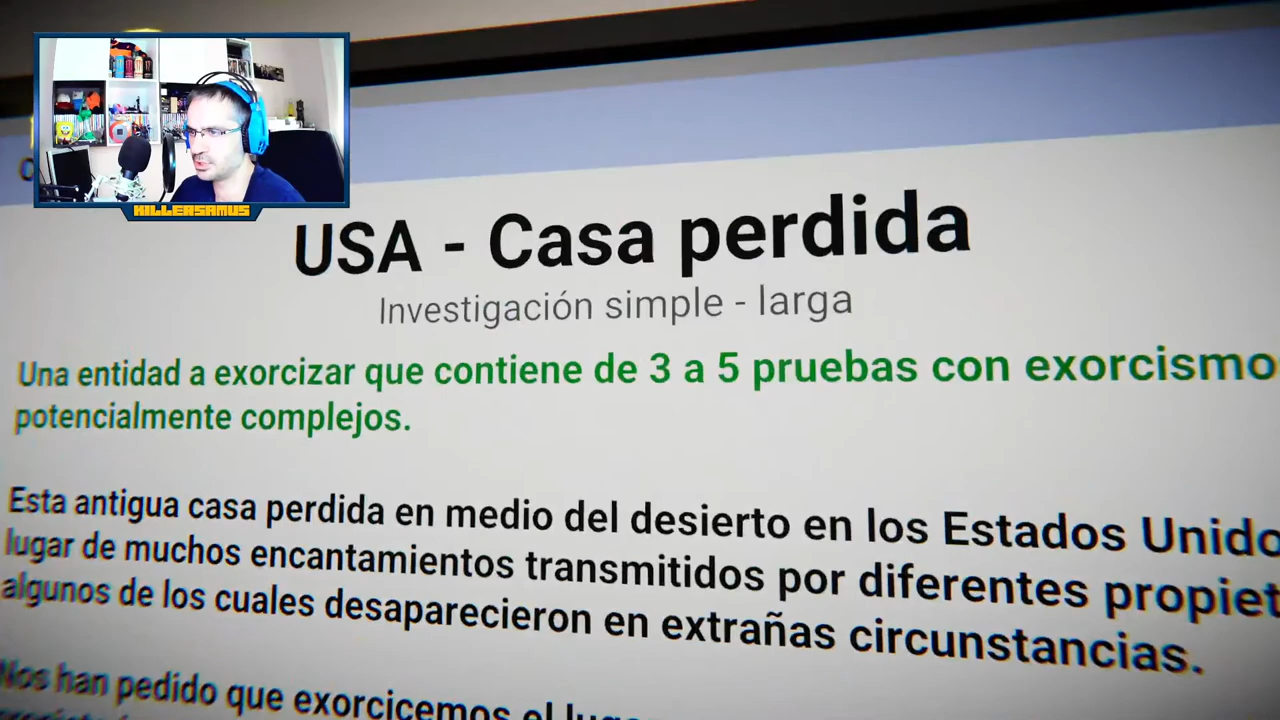 KILLERSAMUS
USA - Casa perdida
Investigación simple - larga
Una entidad a exorcizar que contiene de 3 a 5 pruebas con exorcismo
potencialmente complejos.
Esta antigua casa perdida en medio del desierto en los Estados Unido
lugar de muchos encantamientos transmitidos por diferentes propiet
algunos de los cuales desaparecieron en extrañas circunstancias.
Nos han pedido que exorcicemos el